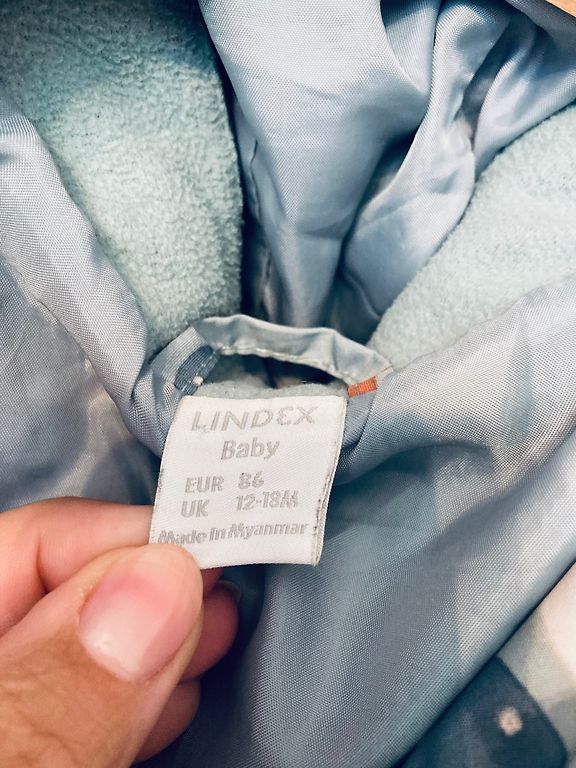 LINDEX
Baby
EUR 86
UK 12-18M
Made in Myanmar